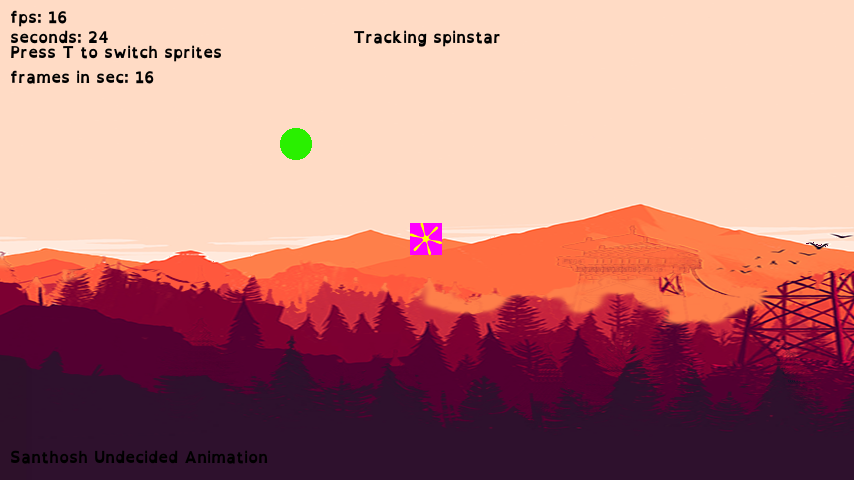 fps: 16
seconds: 24
Press T to switch sprites
Tracking spinstar
frames in sec: 16
Santhosh Undecided Animation